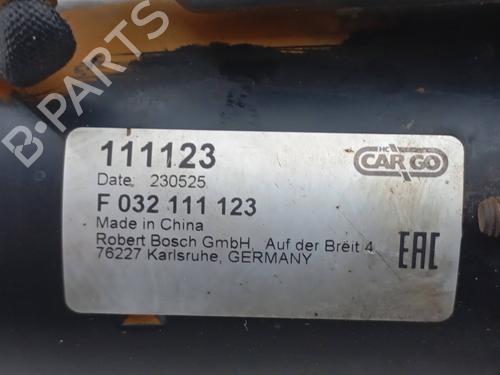 B-PARTS
111123
HC
CARGO
Date 230525
F 032 111 123
Made in China
Robert Bosch GmbH, Auf der Breit 4
76227 Karlsruhe, GERMANY
EAC